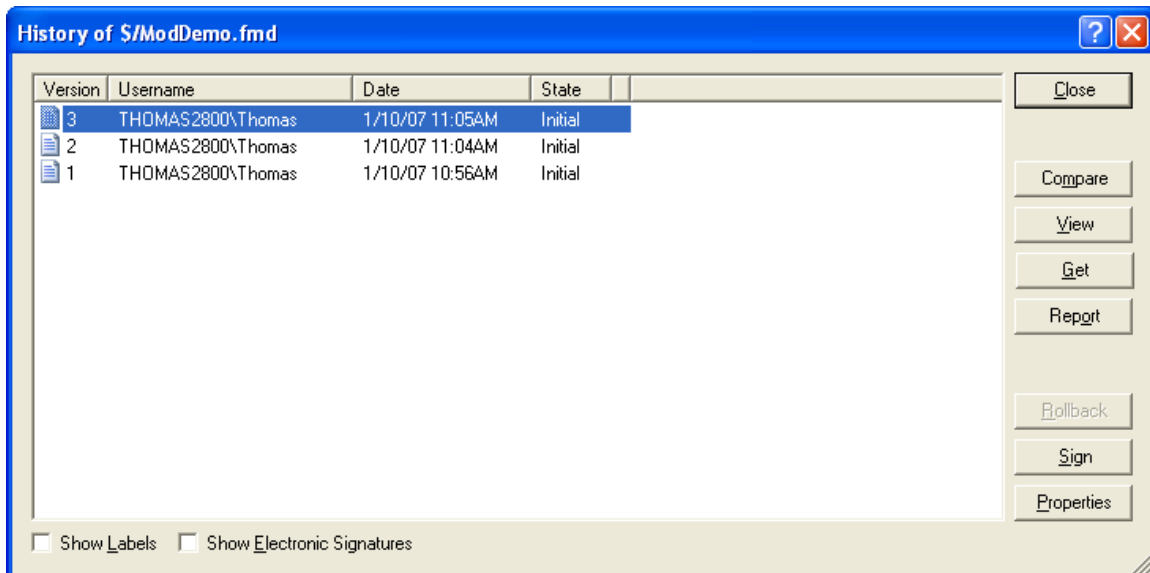 History of $/ModDemo.fmd
Version Username Date State
3 THOMAS2800\Thomas 1/10/07 11:05AM Initial
2 THOMAS2800\Thomas 1/10/07 11:04AM Initial
1 THOMAS2800\Thomas 1/10/07 10:56AM Initial
Close
Compare
View
Get
Report
Rollback
Sign
Properties
Show Labels Show Electronic Signatures